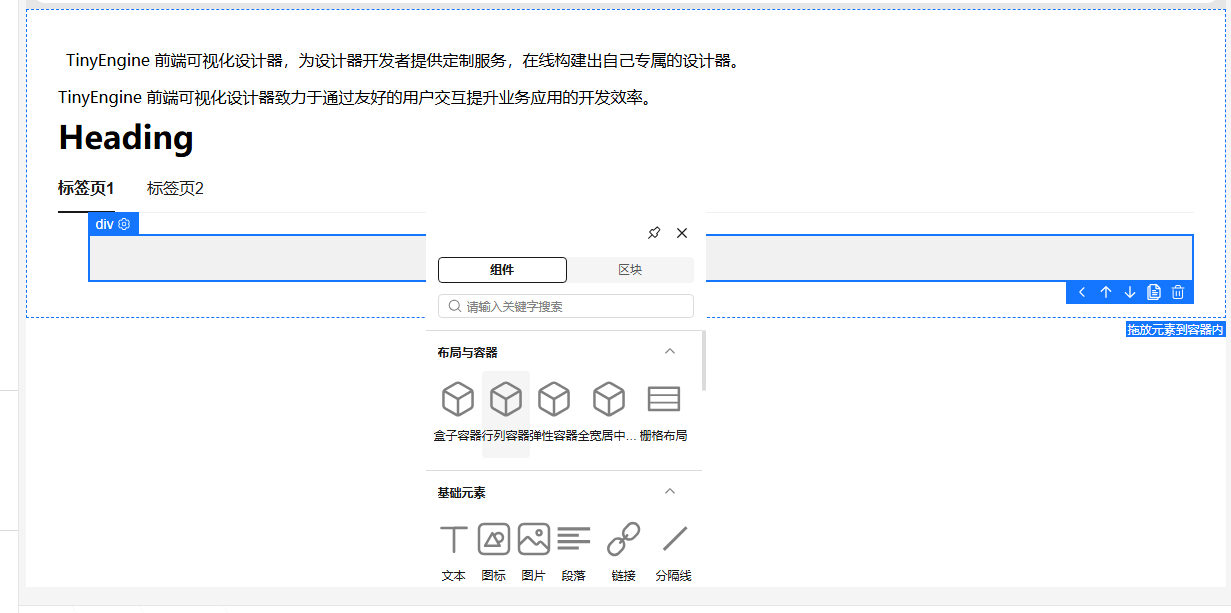 TinyEngine 前端可视化设计器，为设计器开发者提供定制服务，在线构建出自己专属的设计器。
TinyEngine 前端可视化设计器致力于通过友好的用户交互提升业务应用的开发效率。
Heading
标签页1 标签页2
div
组件 区块
请输入关键字搜索
拖放元素到容器内
布局与容器
盒子容器 行列容器 弹性容器 全宽居中... 栅格布局
基础元素
文本 图标 图片 段落 链接 分隔线